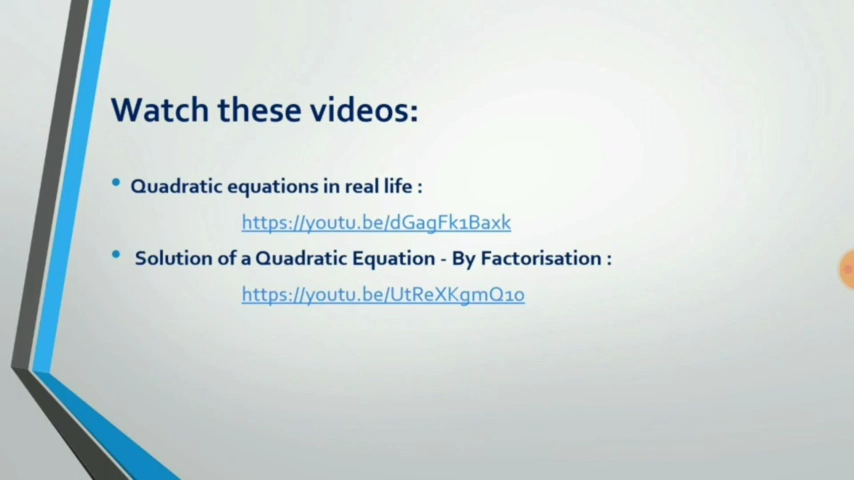 Watch these videos:
• Quadratic equations in real life :
https://youtu.be/dGagFk1Baxk
• Solution of a Quadratic Equation - By Factorisation :
https://youtu.be/UtReXKgmQ10